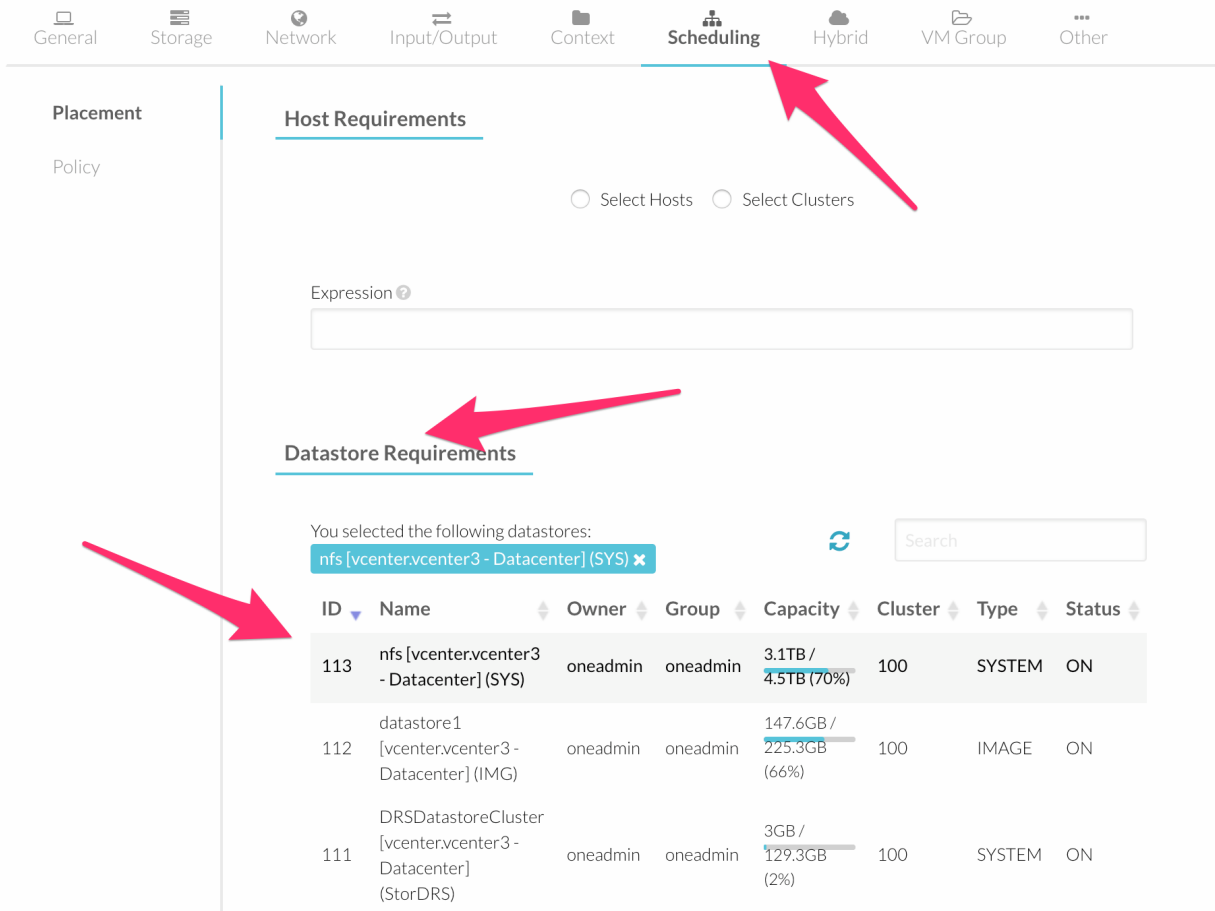 General Storage Network Input/Output Context Scheduling Hybrid VM Group Other
Placement
Policy
Host Requirements
Select Hosts Select Clusters
Expression
Datastore Requirements
You selected the following datastores:
nfs [vcenter.vcenter3 - Datacenter] (SYS)
Search
ID Name Owner Group Capacity Cluster Type Status
113 nfs [vcenter.vcenter3 - Datacenter] (SYS) oneadmin oneadmin 3.1TB / 4.5TB (70%) 100 SYSTEM ON
112 datastore1 [vcenter.vcenter3 - Datacenter] (IMG) oneadmin oneadmin 147.6GB / 225.3GB (66%) 100 IMAGE ON
111 DRSDatastoreCluster [vcenter.vcenter3 - Datacenter] (StorDRS) oneadmin oneadmin 3GB / 129.3GB (2%) 100 SYSTEM ON